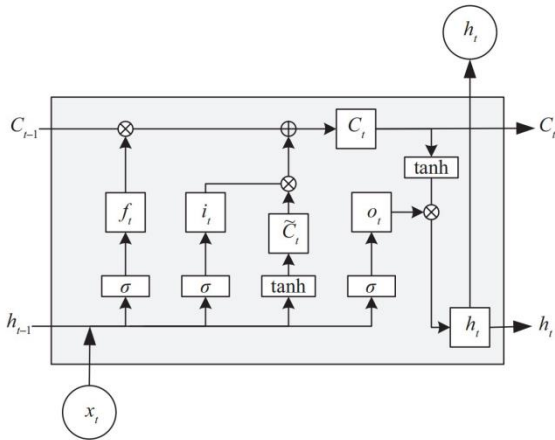 h_t
C_{t-1}
C_t
C_t
tanh
f_t
i_t
C̃_t
o_t
σ
σ
tanh
σ
h_{t-1}
h_t
h_t
x_t